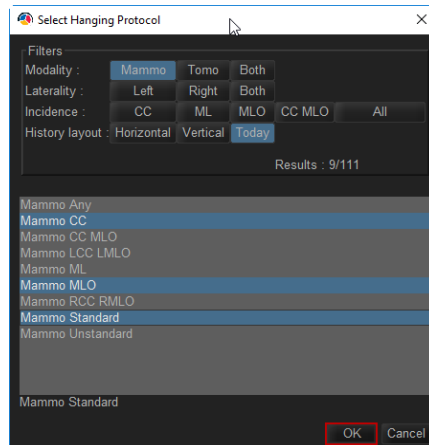 Select Hanging Protocol
Filters
Modality : Mammo Tomo Both
Laterality : Left Right Both
Incidence : CC ML MLO CC MLO All
History layout : Horizontal Vertical Today
Results : 9/111
Mammo Any
Mammo CC
Mammo CC MLO
Mammo LCC LMLO
Mammo ML
Mammo MLO
Mammo RCC RMLO
Mammo Standard
Mammo Unstandard
Mammo Standard
OK Cancel